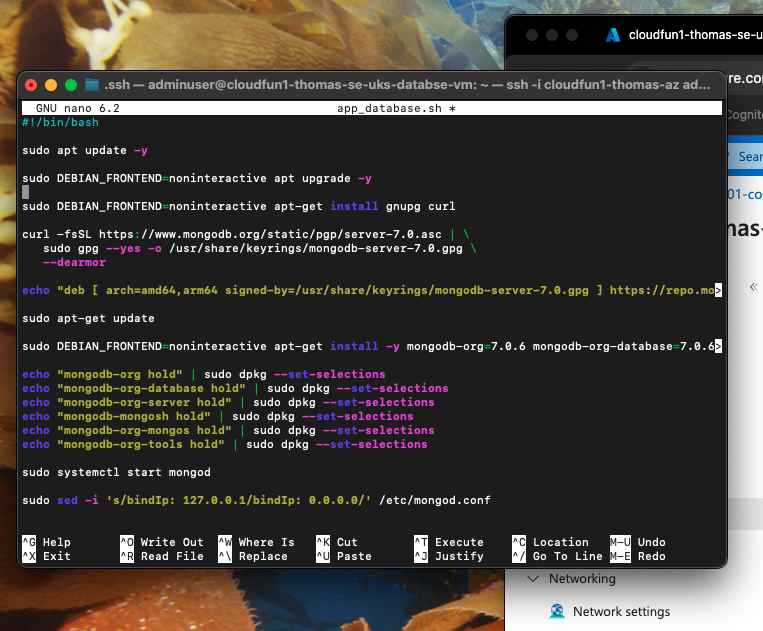 cloudfun1-thomas-se-u
.ssh — adminuser@cloudfun1-thomas-se-uks-databse-vm: ~ — ssh -i cloudfun1-thomas-az ad...
GNU nano 6.2 app_database.sh *
#!/bin/bash
sudo apt update -y
sudo DEBIAN_FRONTEND=noninteractive apt upgrade -y
sudo DEBIAN_FRONTEND=noninteractive apt-get install gnupg curl
curl -fsSL https://www.mongodb.org/static/pgp/server-7.0.asc | \
sudo gpg --yes -o /usr/share/keyrings/mongodb-server-7.0.gpg \
--dearmor
echo "deb [ arch=amd64,arm64 signed-by=/usr/share/keyrings/mongodb-server-7.0.gpg ] https://repo.mo>
sudo apt-get update
sudo DEBIAN_FRONTEND=noninteractive apt-get install -y mongodb-org=7.0.6 mongodb-org-database=7.0.6>
echo "mongodb-org hold" | sudo dpkg --set-selections
echo "mongodb-org-database hold" | sudo dpkg --set-selections
echo "mongodb-org-server hold" | sudo dpkg --set-selections
echo "mongodb-mongosh hold" | sudo dpkg --set-selections
echo "mongodb-org-mongos hold" | sudo dpkg --set-selections
echo "mongodb-org-tools hold" | sudo dpkg --set-selections
sudo systemctl start mongod
sudo sed -i 's/bindIp: 127.0.0.1/bindIp: 0.0.0.0/' /etc/mongod.conf
^G Help ^O Write Out ^W Where Is ^K Cut ^T Execute ^C Location M-U Undo
^X Exit ^R Read File ^\ Replace ^U Paste ^J Justify ^/ Go To Line M-E Redo
re.co
Cognit
Sear
01-co
mas-
«
Networking
Network settings